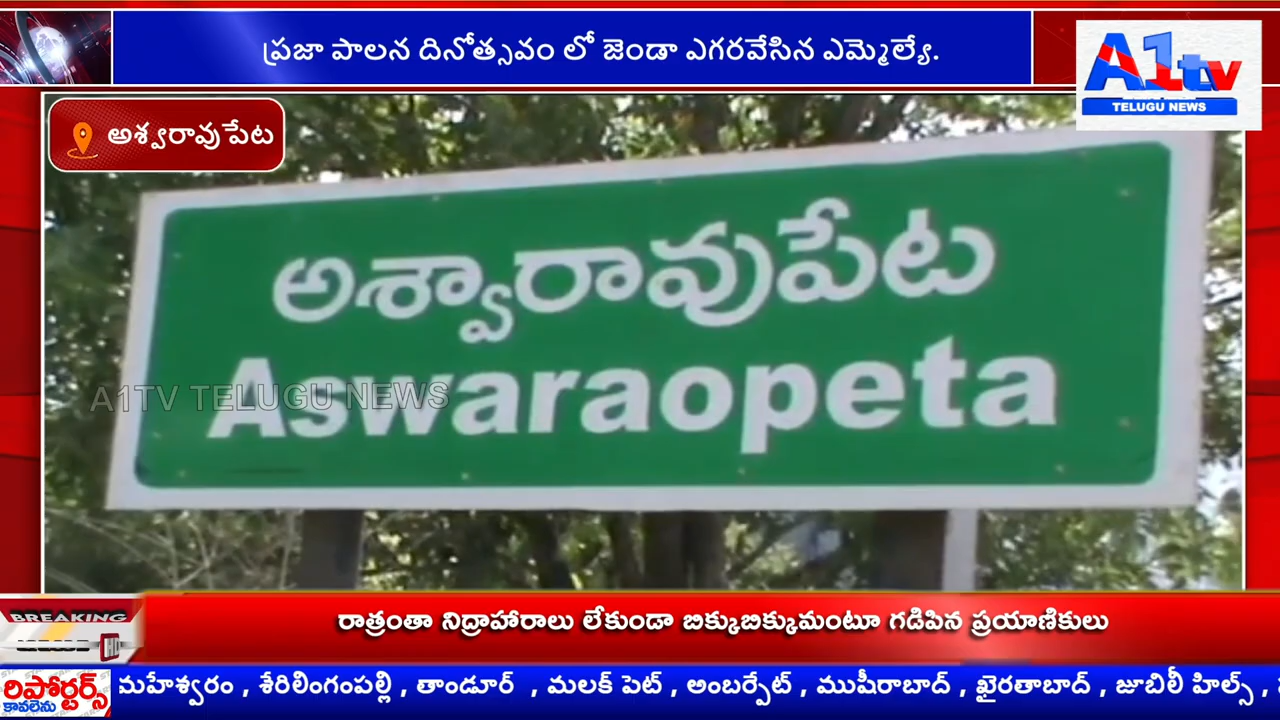 ప్రజా పాలన దినోత్సవం లో జెండా ఎగరవేసిన ఎమ్మెల్యే.
A1tv
TELUGU NEWS
అశ్వరావుపేట
అశ్వారావుపేట
Aswaraopeta
A1TV TELUGU NEWS
BREAKING
రాత్రంతా నిద్రాహారాలు లేకుండా బిక్కుబిక్కుమంటూ గడిపిన ప్రయాణికులు
రిపోర్టర్స్
కావలెను
మహేశ్వరం , శేరిలింగంపల్లి , తాండూర్ , మలక్ పెట్ , అంబర్పేట్ , ముషీరాబాద్ , ఖైరతాబాద్ , జూబిలీ హిల్స్ ,